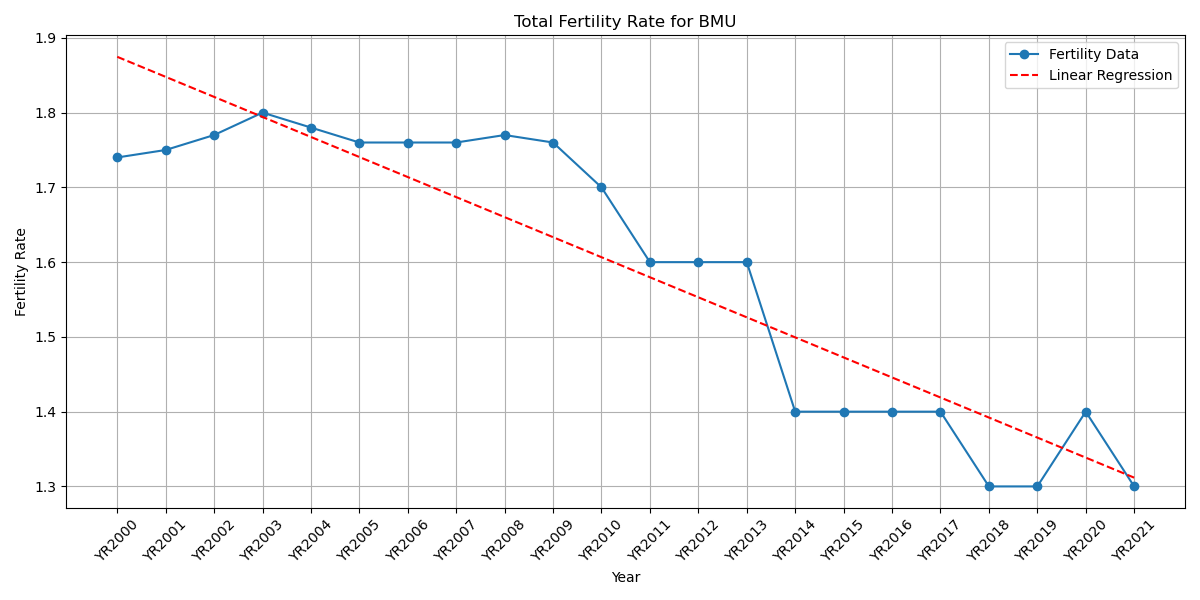 Total Fertility Rate for BMU
Fertility Data
Linear Regression
Fertility Rate
1.9
1.8
1.7
1.6
1.5
1.4
1.3
YR2000
YR2001
YR2002
YR2003
YR2004
YR2005
YR2006
YR2007
YR2008
YR2009
YR2010
YR2011
YR2012
YR2013
YR2014
YR2015
YR2016
YR2017
YR2018
YR2019
YR2020
YR2021
Year